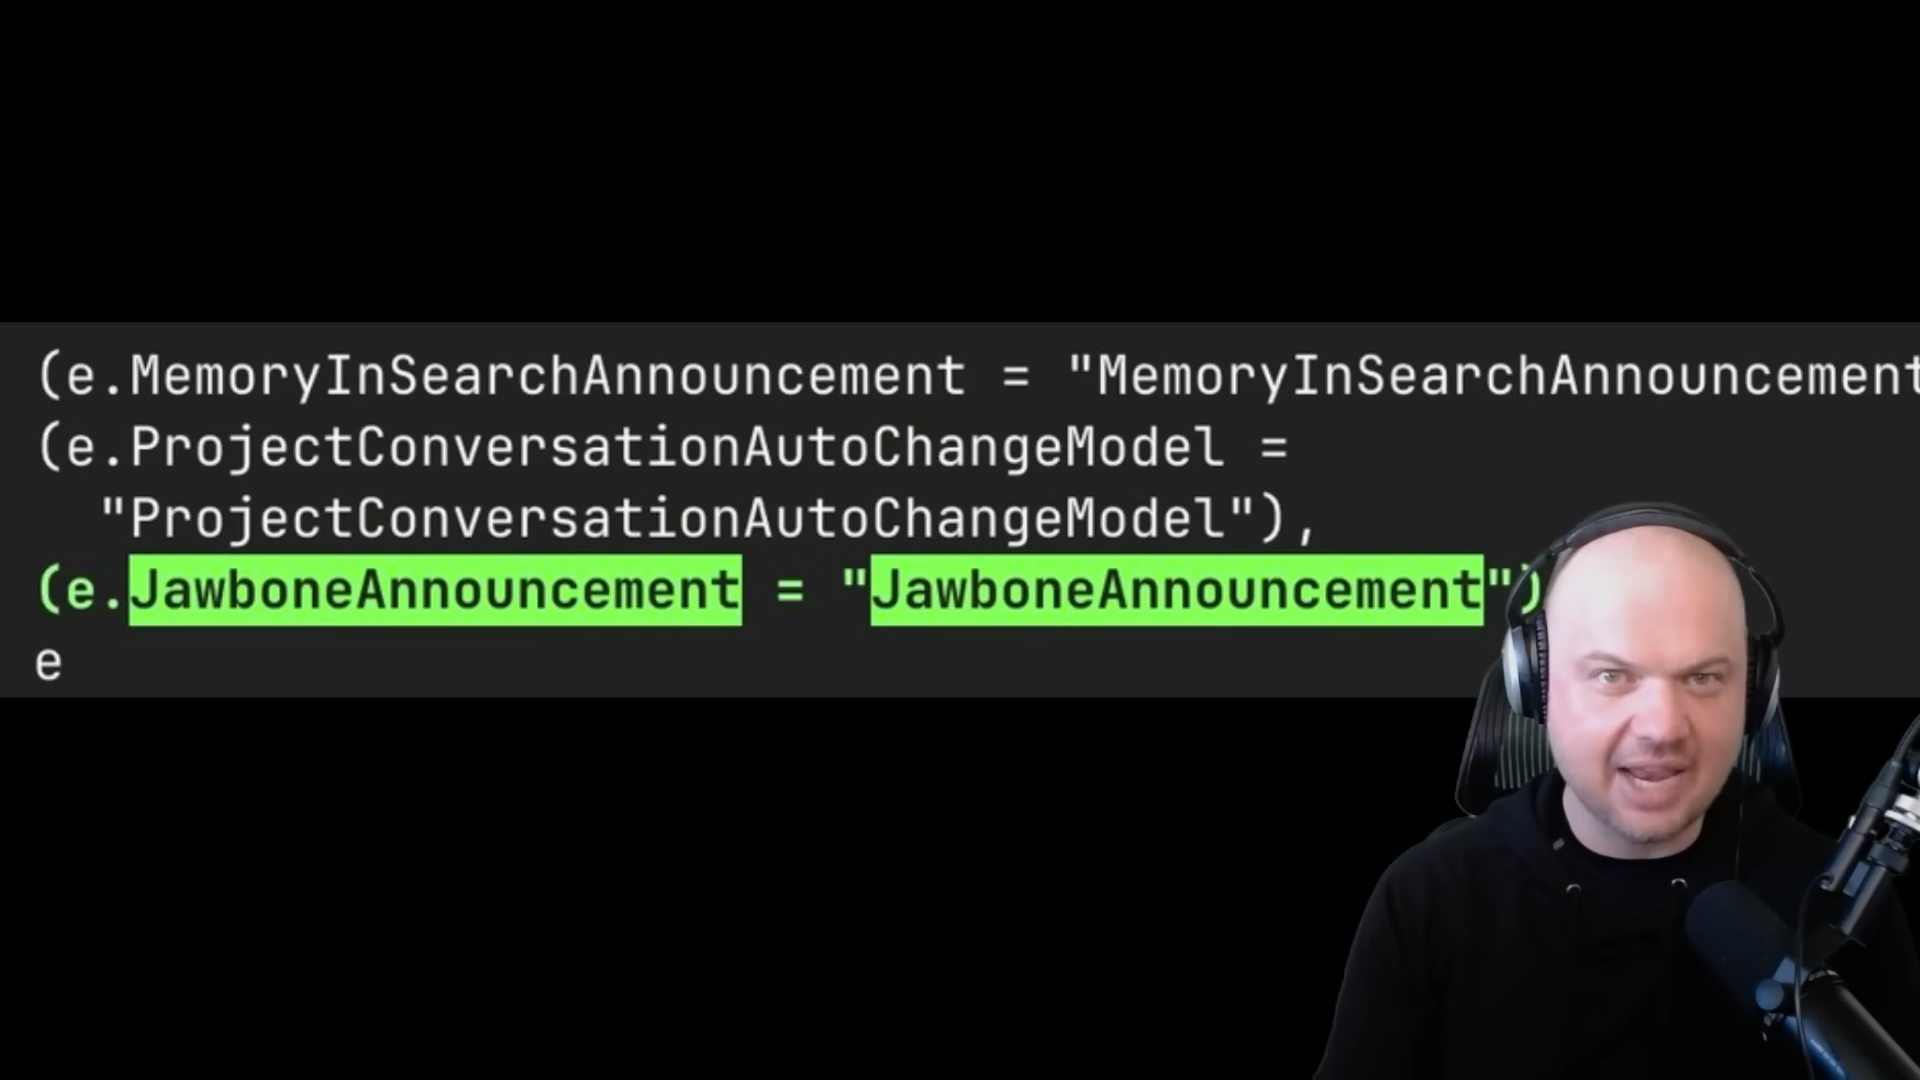 (e.MemoryInSearchAnnouncement = "MemoryInSearchAnnouncement
(e.ProjectConversationAutoChangeModel =
"ProjectConversationAutoChangeModel"),
(e.JawboneAnnouncement = "JawboneAnnouncement")
e